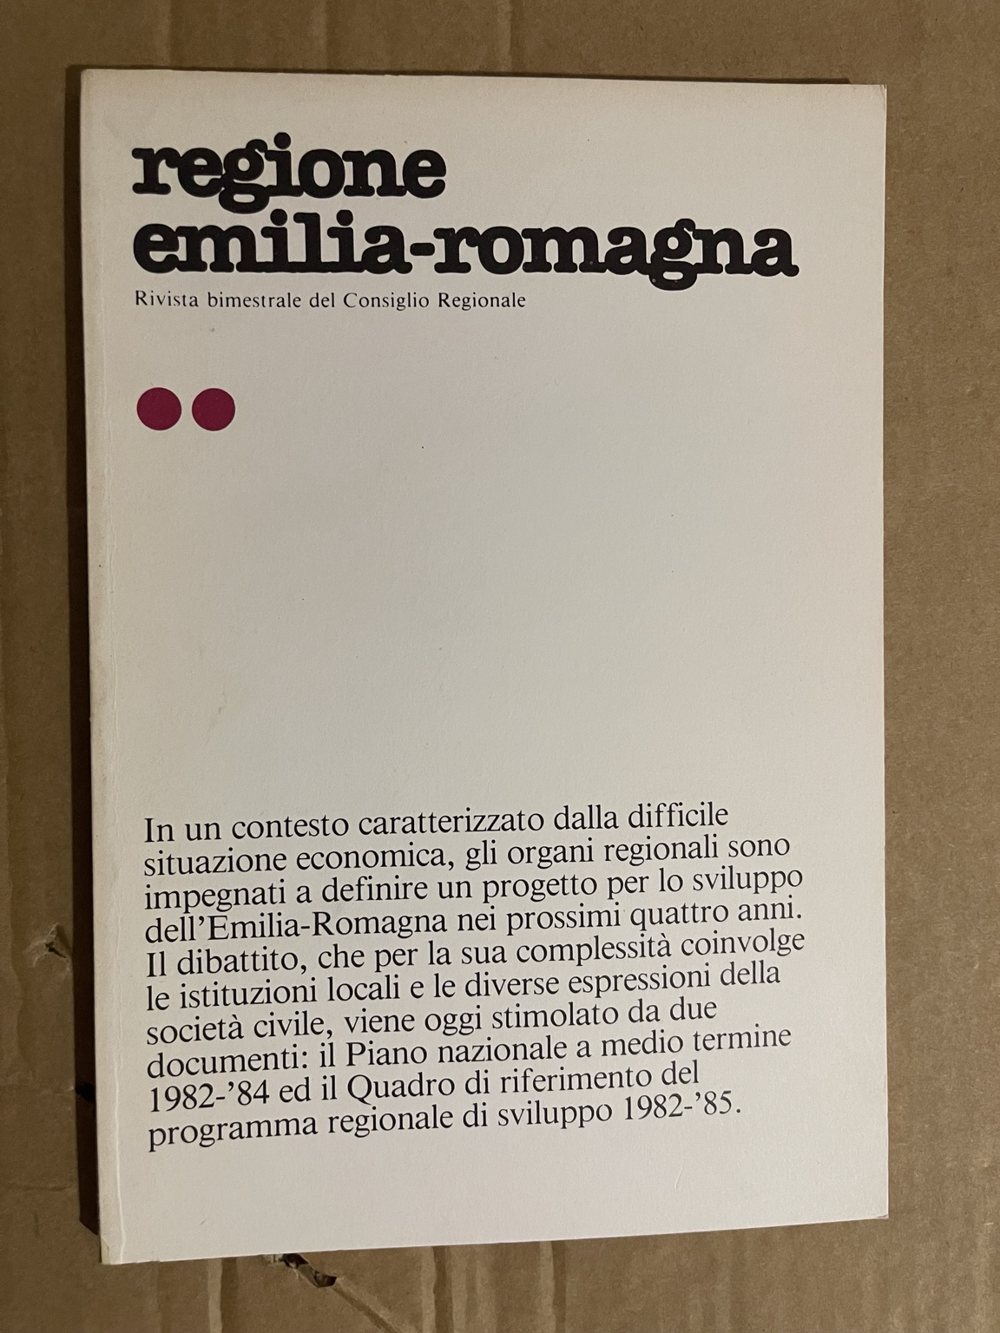 regione
emilia-romagna
Rivista bimestrale del Consiglio Regionale
In un contesto caratterizzato dalla difficile
situazione economica, gli organi regionali sono
impegnati a definire un progetto per lo sviluppo
dell'Emilia-Romagna nei prossimi quattro anni.
Il dibattito, che per la sua complessità coinvolge
le istituzioni locali e le diverse espressioni della
società civile, viene oggi stimolato da due
documenti: il Piano nazionale a medio termine
1982-'84 ed il Quadro di riferimento del
programma regionale di sviluppo 1982-'85.